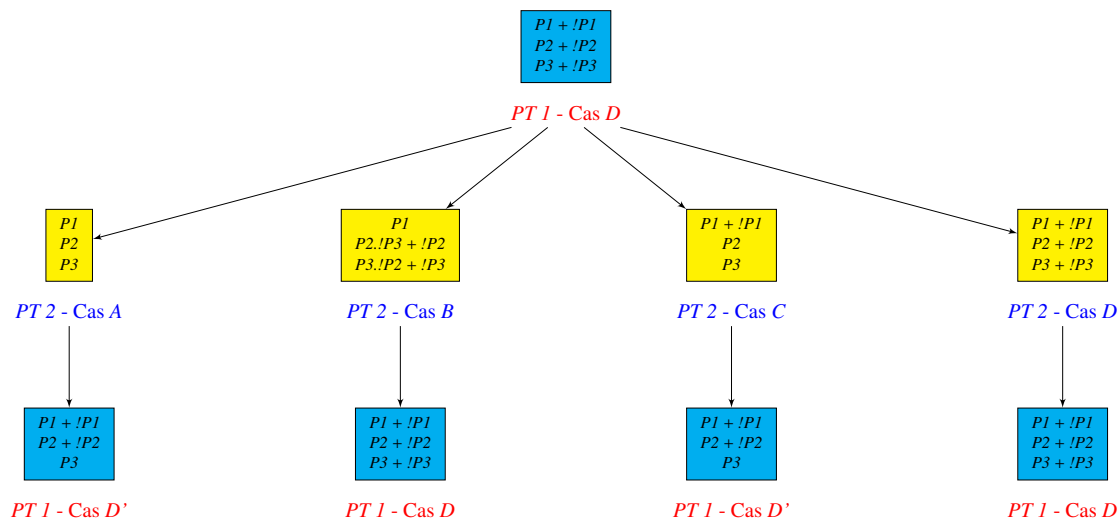 P1 + !P1
P2 + !P2
P3 + !P3
PT 1 - Cas D
P1
P2
P3
PT 2 - Cas A
P1
P2.!P3 + !P2
P3.!P2 + !P3
PT 2 - Cas B
P1 + !P1
P2
P3
PT 2 - Cas C
P1 + !P1
P2 + !P2
P3 + !P3
PT 2 - Cas D
P1 + !P1
P2 + !P2
P3
PT 1 - Cas D’
P1 + !P1
P2 + !P2
P3 + !P3
PT 1 - Cas D
P1 + !P1
P2 + !P2
P3
PT 1 - Cas D’
P1 + !P1
P2 + !P2
P3 + !P3
PT 1 - Cas D